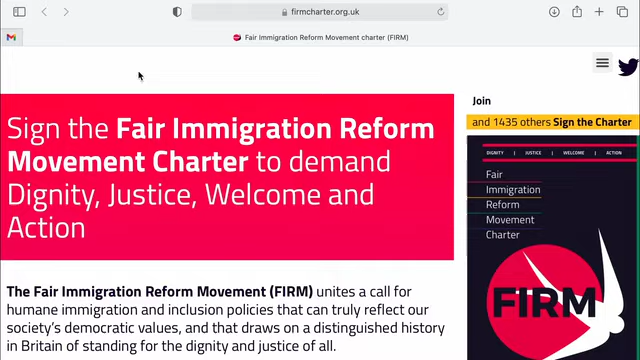 firmcharter.org.uk
Fair Immigration Reform Movement charter (FIRM)
Sign the Fair Immigration Reform
Movement Charter to demand
Dignity, Justice, Welcome and
Action
The Fair Immigration Reform Movement (FIRM) unites a call for
humane immigration and inclusion policies that can truly reflect our
society's democratic values, and that draws on a distinguished history
in Britain of standing for the dignity and justice of all.
Join
and 1435 others Sign the Charter
DIGNITY | JUSTICE | WELCOME | ACTION
Fair
Immigration
Reform
Movement
Charter
FIRM